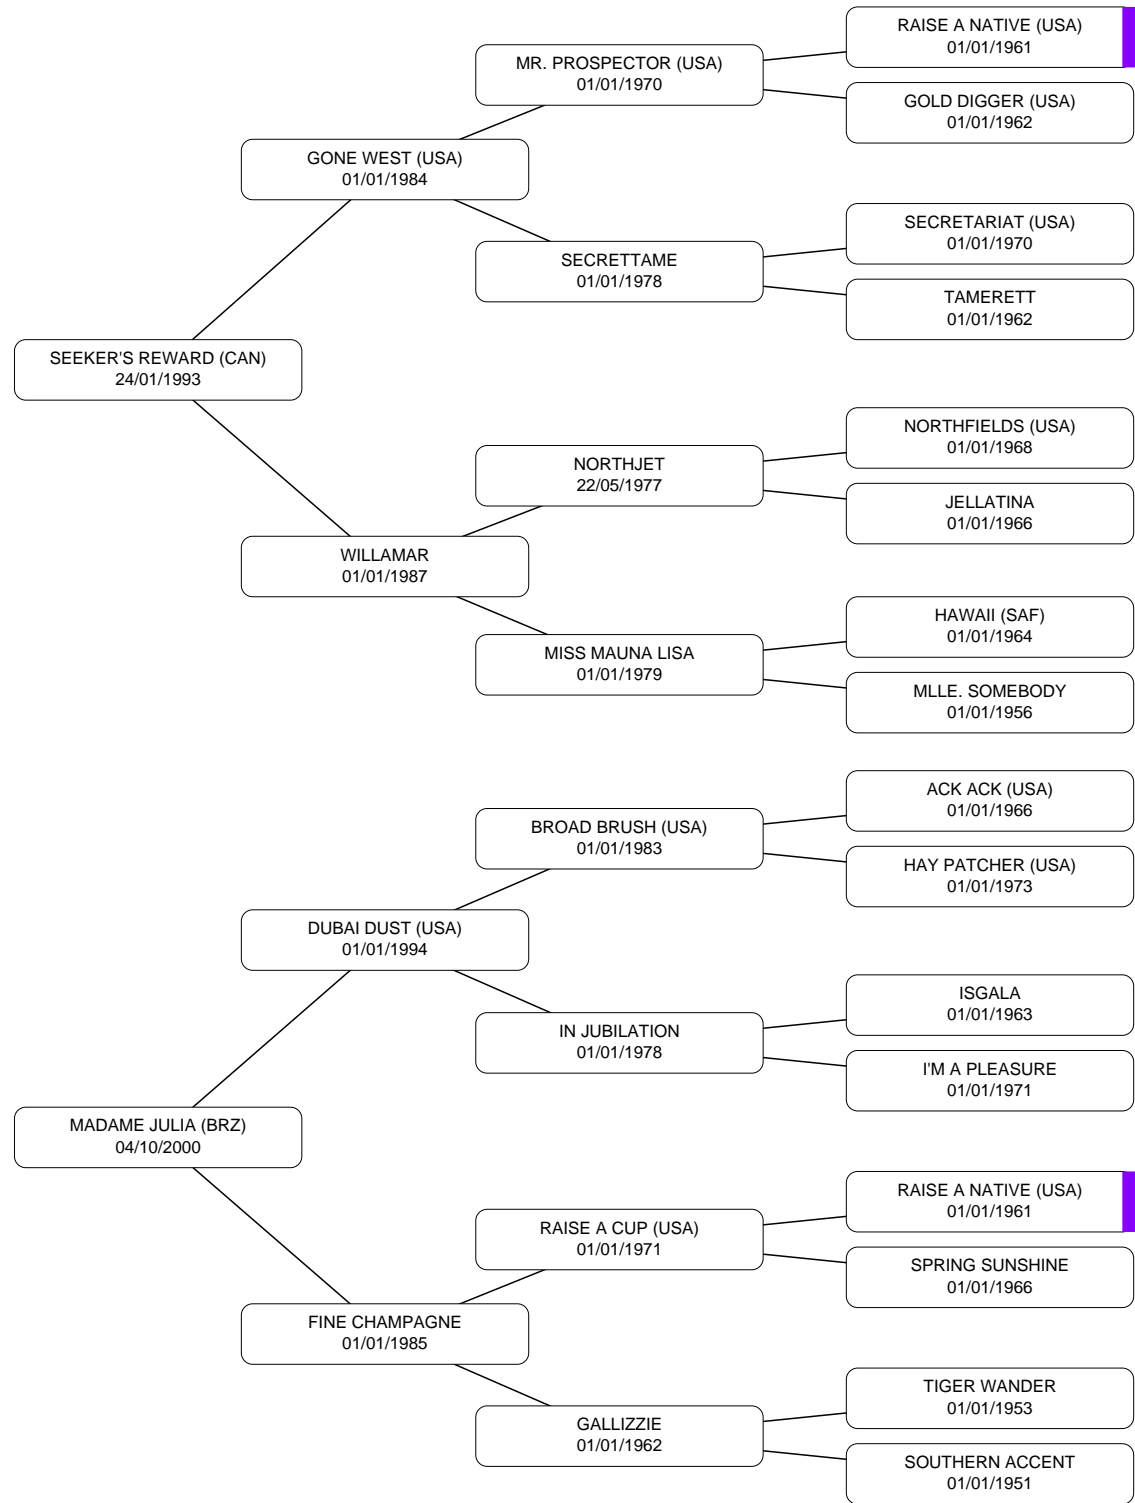 RAISE A NATIVE (USA)
01/01/1961
MR. PROSPECTOR (USA)
01/01/1970
GOLD DIGGER (USA)
01/01/1962
GONE WEST (USA)
01/01/1984
SECRETARIAT (USA)
01/01/1970
SECRETTAME
01/01/1978
TAMERETT
01/01/1962
SEEKER'S REWARD (CAN)
24/01/1993
NORTHFIELDS (USA)
01/01/1968
NORTHJET
22/05/1977
JELLATINA
01/01/1966
WILLAMAR
01/01/1987
HAWAII (SAF)
01/01/1964
MISS MAUNA LISA
01/01/1979
MLLE. SOMEBODY
01/01/1956
ACK ACK (USA)
01/01/1966
BROAD BRUSH (USA)
01/01/1983
HAY PATCHER (USA)
01/01/1973
DUBAI DUST (USA)
01/01/1994
ISGALA
01/01/1963
IN JUBILATION
01/01/1978
I'M A PLEASURE
01/01/1971
MADAME JULIA (BRZ)
04/10/2000
RAISE A NATIVE (USA)
01/01/1961
RAISE A CUP (USA)
01/01/1971
SPRING SUNSHINE
01/01/1966
FINE CHAMPAGNE
01/01/1985
TIGER WANDER
01/01/1953
GALLIZZIE
01/01/1962
SOUTHERN ACCENT
01/01/1951